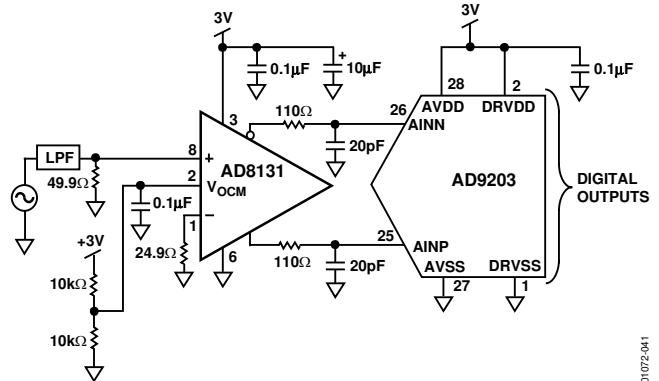 3V
3V
0.1µF
+
10µF
0.1µF
28
2
AVDD
DRVDD
3
110Ω
26
AINN
LPF
8
+
AD8131
20pF
AD9203
DIGITAL
OUTPUTS
49.9Ω
2
VOCM
0.1µF
1
−
25
AINP
+3V
24.9Ω
6
110Ω
20pF
AVSS
DRVSS
27
1
10kΩ
10kΩ
01072-041